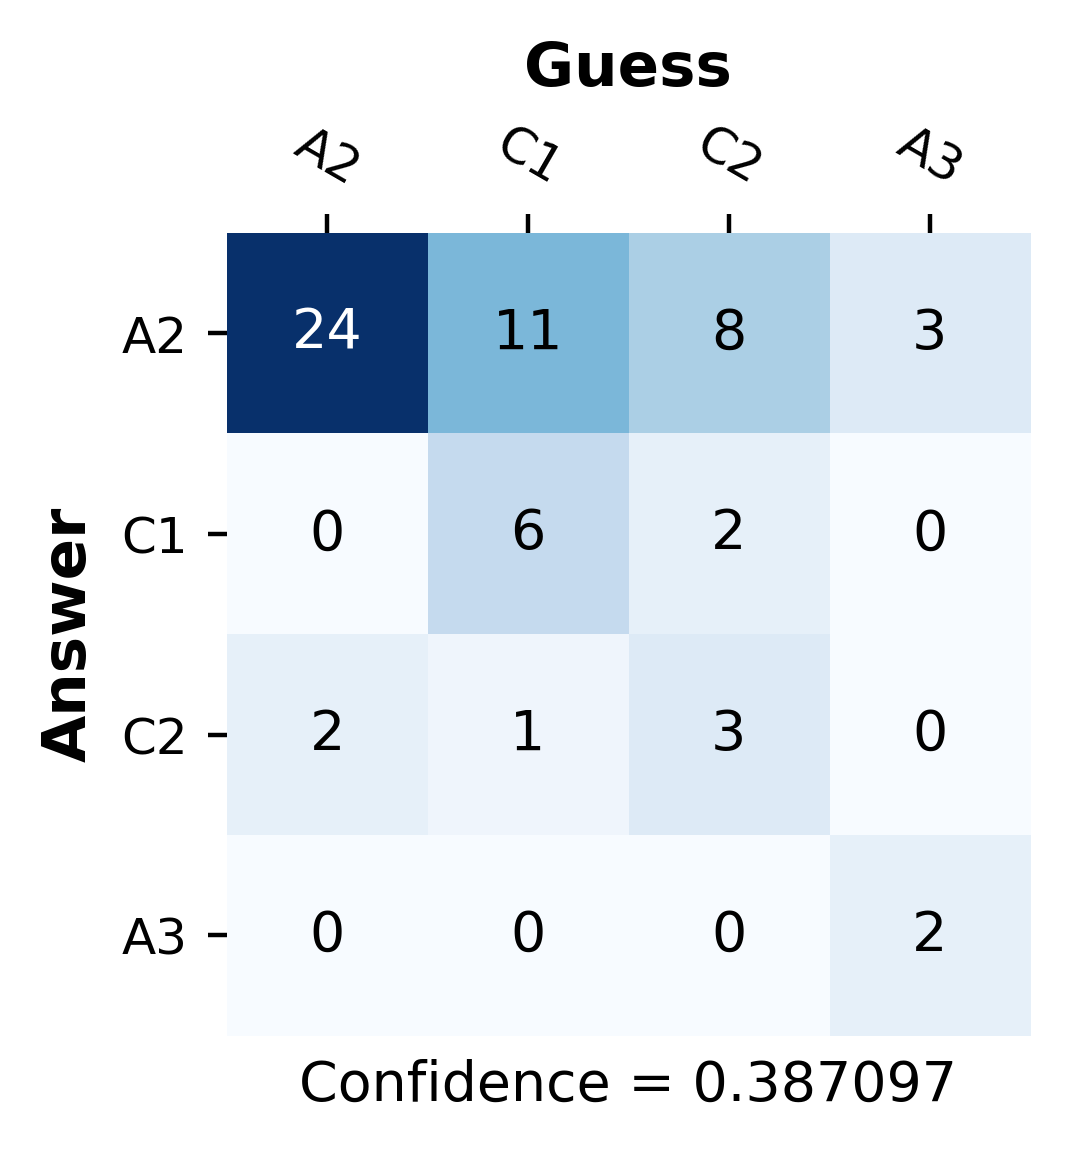 Guess
A2 C1 C2 A3
Answer
A2 24 11 8 3
C1 0 6 2 0
C2 2 1 3 0
A3 0 0 0 2
Confidence = 0.387097